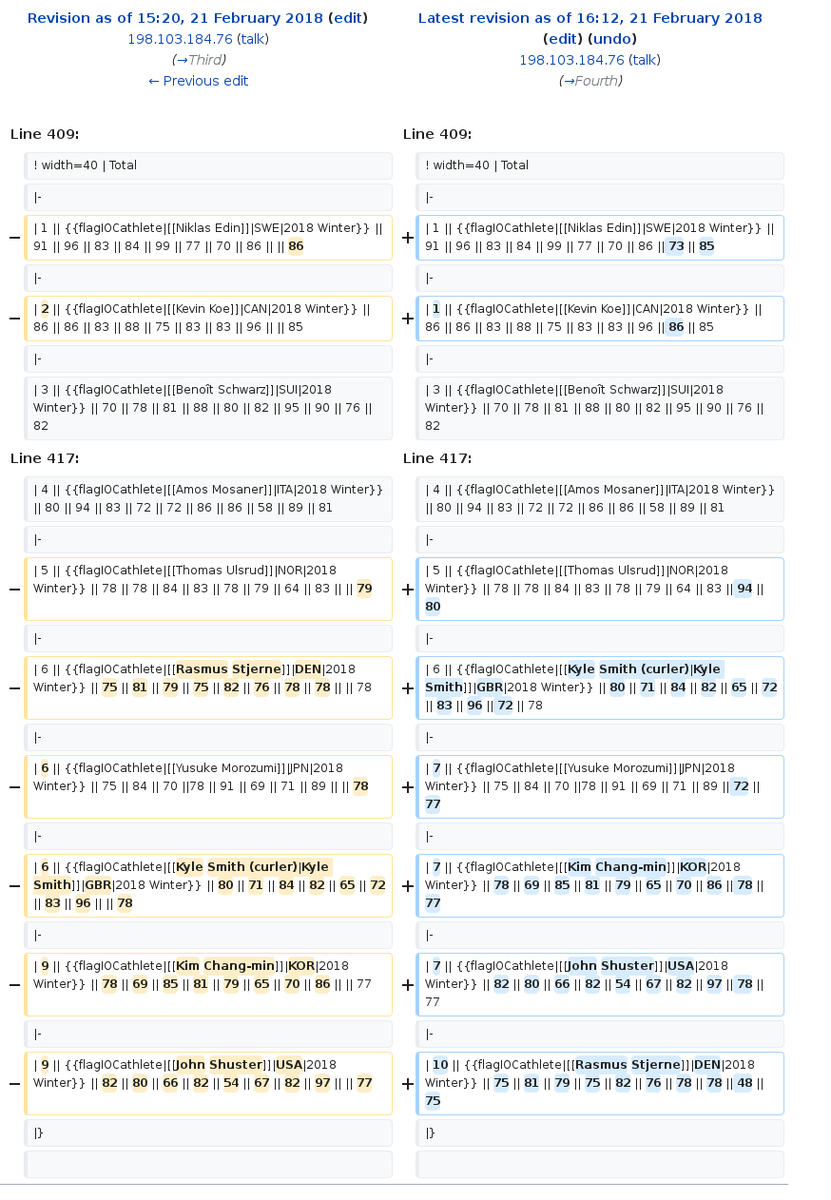 Revision as of 15:20, 21 February 2018 (edit)
198.103.184.76 (talk)
(→Third)
← Previous edit
Line 409:
! width=40 | Total
|-
− | 1 || {{flagIOCathlete|[[Niklas Edin]]|SWE|2018 Winter}} ||
91 || 96 || 83 || 84 || 99 || 77 || 70 || 86 || || 86
|-
− | 2 || {{flagIOCathlete|[[Kevin Koe]]|CAN|2018 Winter}} ||
86 || 86 || 83 || 88 || 75 || 83 || 83 || 96 || || 85
|-
| 3 || {{flagIOCathlete|[[Benoît Schwarz]]|SUI|2018
Winter}} || 70 || 78 || 81 || 88 || 80 || 82 || 95 || 90 || 76 ||
82
Line 417:
| 4 || {{flagIOCathlete|[[Amos Mosaner]]|ITA|2018 Winter}}
|| 80 || 94 || 83 || 72 || 72 || 86 || 86 || 58 || 89 || 81
|-
− | 5 || {{flagIOCathlete|[[Thomas Ulsrud]]|NOR|2018
Winter}} || 78 || 78 || 84 || 83 || 78 || 79 || 64 || 83 || || 79
|-
− | 6 || {{flagIOCathlete|[[Rasmus Stjerne]]|DEN|2018
Winter}} || 75 || 81 || 79 || 75 || 82 || 76 || 78 || 78 || || 78
|-
− | 6 || {{flagIOCathlete|[[Yusuke Morozumi]]|JPN|2018
Winter}} || 75 || 84 || 70 ||78 || 91 || 69 || 71 || 89 || || 78
|-
− | 6 || {{flagIOCathlete|[[Kyle Smith (curler)|Kyle
Smith]]|GBR|2018 Winter}} || 80 || 71 || 84 || 82 || 65 || 72
|| 83 || 96 || || 78
|-
− | 9 || {{flagIOCathlete|[[Kim Chang-min]]|KOR|2018
Winter}} || 78 || 69 || 85 || 81 || 79 || 65 || 70 || 86 || || 77
|-
− | 9 || {{flagIOCathlete|[[John Shuster]]|USA|2018
Winter}} || 82 || 80 || 66 || 82 || 54 || 67 || 82 || 97 || || 77
|}
Latest revision as of 16:12, 21 February 2018
(edit) (undo)
198.103.184.76 (talk)
(→Fourth)
Line 409:
! width=40 | Total
|-
+ | 1 || {{flagIOCathlete|[[Niklas Edin]]|SWE|2018 Winter}} ||
91 || 96 || 83 || 84 || 99 || 77 || 70 || 86 || 73 || 85
|-
+ | 1 || {{flagIOCathlete|[[Kevin Koe]]|CAN|2018 Winter}} ||
86 || 86 || 83 || 88 || 75 || 83 || 83 || 96 || 86 || 85
|-
| 3 || {{flagIOCathlete|[[Benoît Schwarz]]|SUI|2018
Winter}} || 70 || 78 || 81 || 88 || 80 || 82 || 95 || 90 || 76 ||
82
Line 417:
| 4 || {{flagIOCathlete|[[Amos Mosaner]]|ITA|2018 Winter}}
|| 80 || 94 || 83 || 72 || 72 || 86 || 86 || 58 || 89 || 81
|-
+ | 5 || {{flagIOCathlete|[[Thomas Ulsrud]]|NOR|2018
Winter}} || 78 || 78 || 84 || 83 || 78 || 79 || 64 || 83 || 94 ||
80
|-
+ | 6 || {{flagIOCathlete|[[Kyle Smith (curler)|Kyle
Smith]]|GBR|2018 Winter}} || 80 || 71 || 84 || 82 || 65 || 72
|| 83 || 96 || 72 || 78
|-
+ | 7 || {{flagIOCathlete|[[Yusuke Morozumi]]|JPN|2018
Winter}} || 75 || 84 || 70 ||78 || 91 || 69 || 71 || 89 || 72 ||
77
|-
+ | 7 || {{flagIOCathlete|[[Kim Chang-min]]|KOR|2018
Winter}} || 78 || 69 || 85 || 81 || 79 || 65 || 70 || 86 || 78 ||
77
|-
+ | 7 || {{flagIOCathlete|[[John Shuster]]|USA|2018
Winter}} || 82 || 80 || 66 || 82 || 54 || 67 || 82 || 97 || 78 ||
77
|-
+ | 10 || {{flagIOCathlete|[[Rasmus Stjerne]]|DEN|2018
Winter}} || 75 || 81 || 79 || 75 || 82 || 76 || 78 || 78 || 48 ||
75
|}